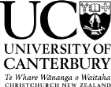 UC
UNIVERSITY OF
CANTERBURY
Te Whare Wānanga o Waitaha
CHRISTCHURCH NEW ZEALAND